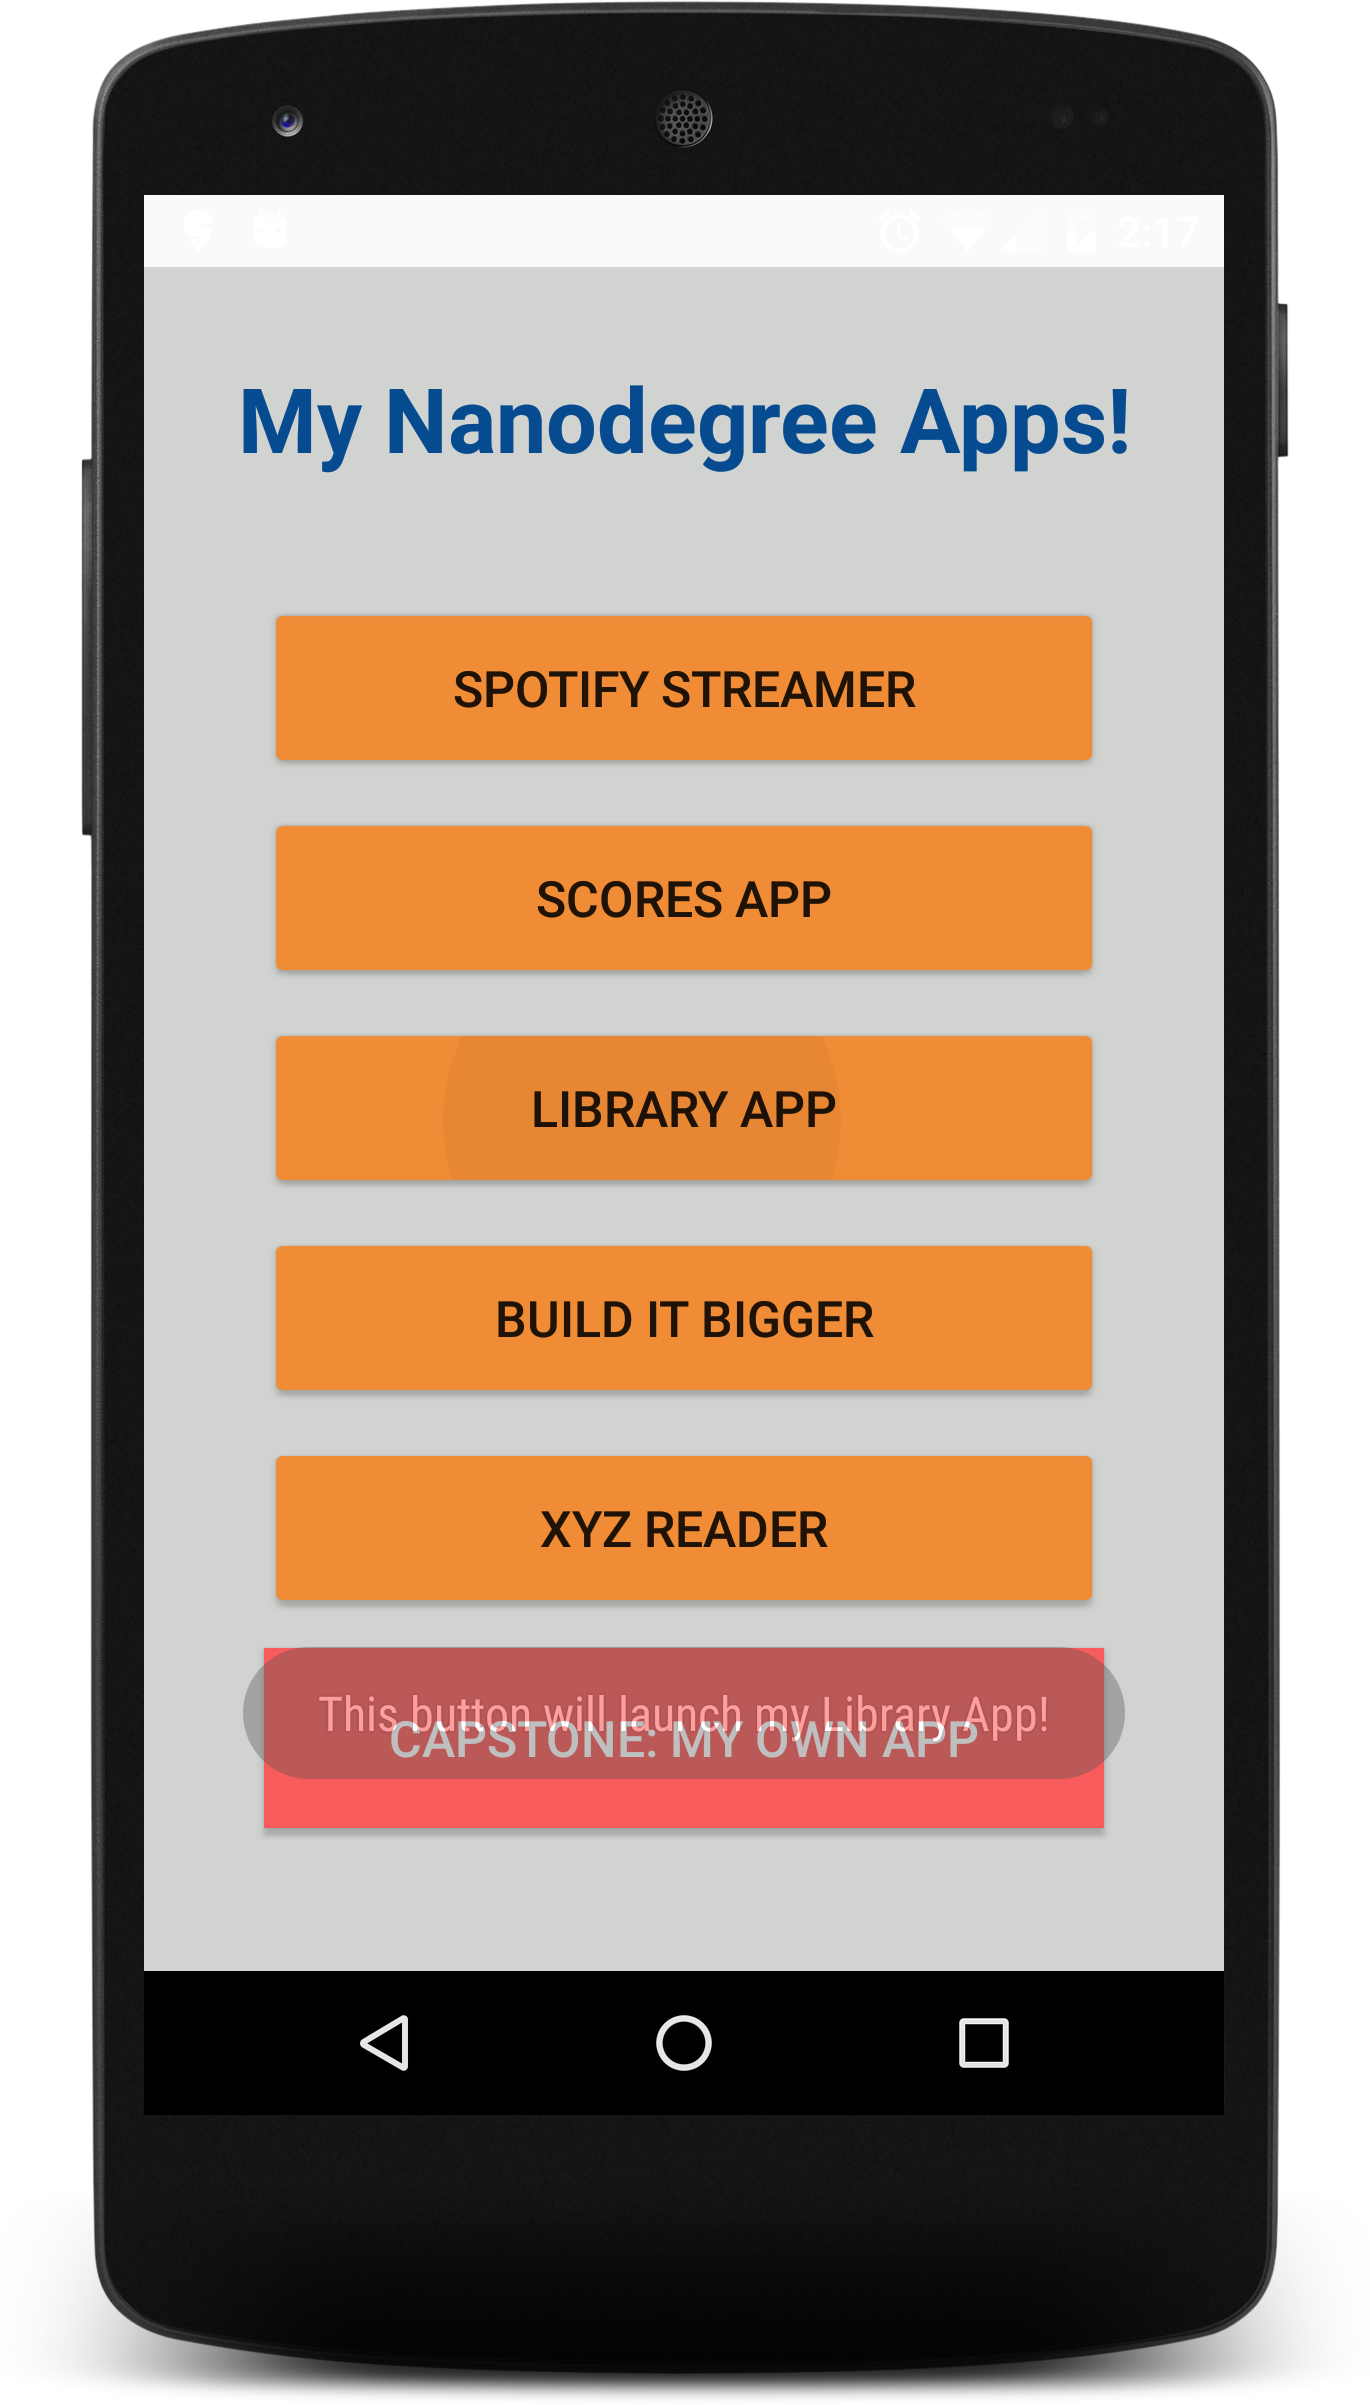 2:17
My Nanodegree Apps!
SPOTIFY STREAMER
SCORES APP
LIBRARY APP
BUILD IT BIGGER
XYZ READER
This button will launch my Library App!
CAPSTONE: MY OWN APP